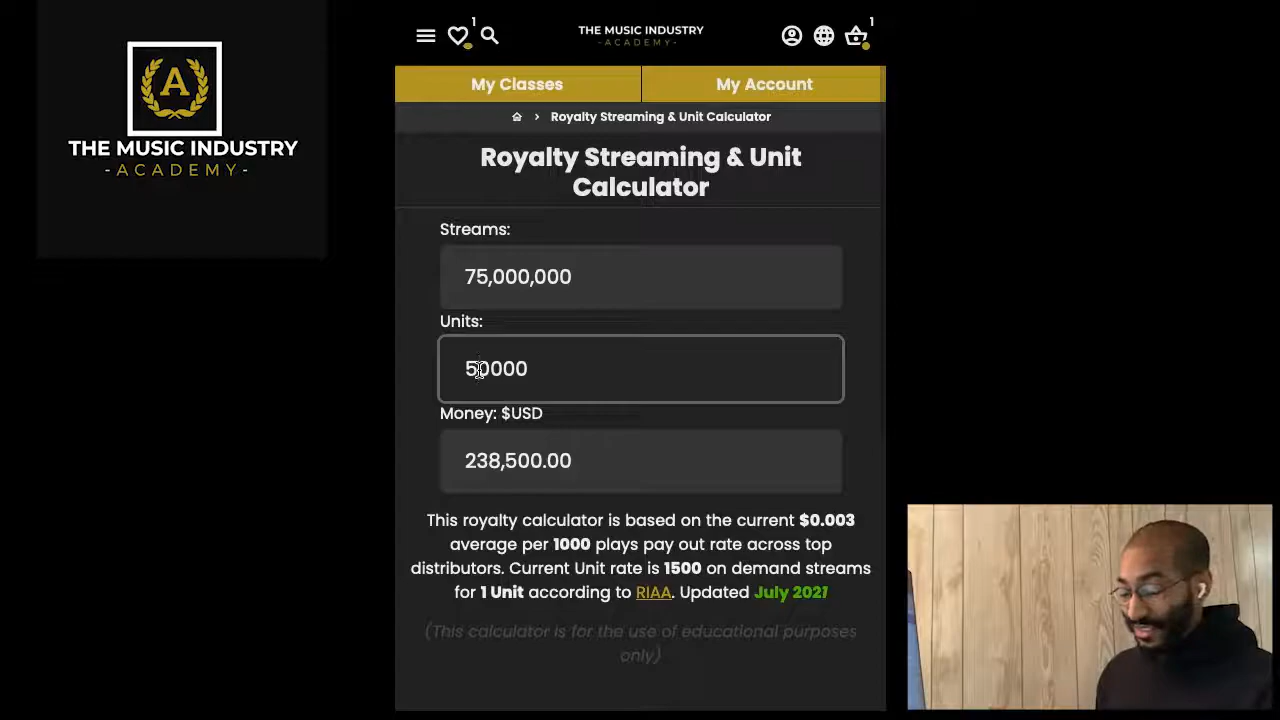 A
THE MUSIC INDUSTRY
-ACADEMY-
1
THE MUSIC INDUSTRY
-ACADEMY-
1
My Classes
My Account
Royalty Streaming & Unit Calculator
Royalty Streaming & Unit
Calculator
Streams:
75,000,000
Units:
50000
Money: $USD
238,500.00
This royalty calculator is based on the current $0.003
average per 1000 plays pay out rate across top
distributors. Current Unit rate is 1500 on demand streams
for 1 Unit according to RIAA. Updated July 2021
(This calculator is for the use of educational purposes
only)